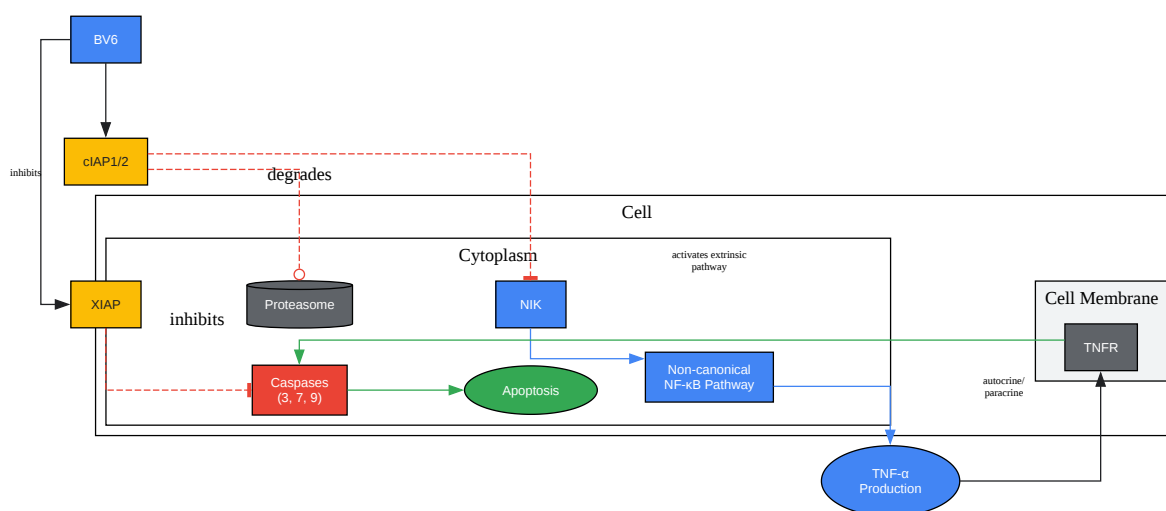 BV6
cIAP1/2
inhibits
degrades
Cell
Cytoplasm
activates extrinsic
pathway
XIAP
inhibits
Proteasome
NIK
Cell Membrane
TNFR
Caspases
(3, 7, 9)
Apoptosis
Non-canonical
NF-κB Pathway
autocrine/
paracrine
TNF-α
Production